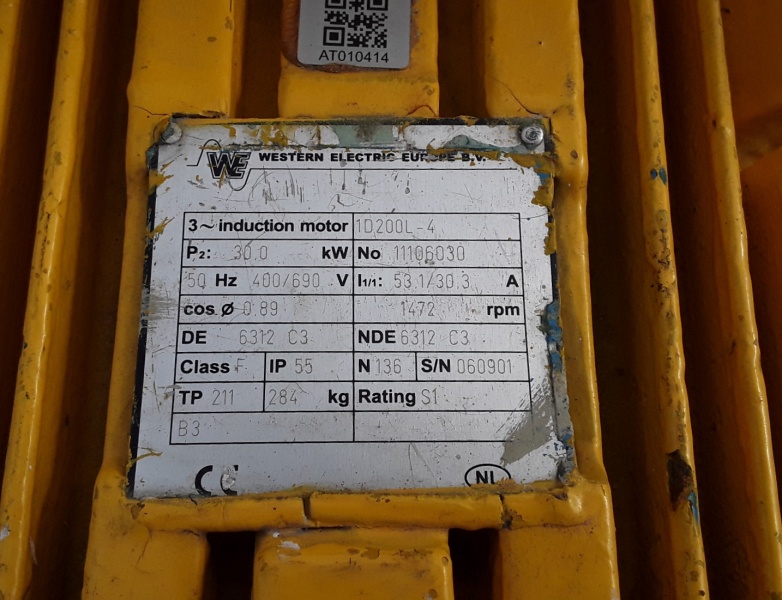 AT010414
WE WESTERN ELECTRIC EUROPE B.V.
3~ induction motor 1D200L-4
P2: 30.0 kW No 11106030
50 Hz 400/690 V I1/1: 53.1/30.3 A
cos ø 0.89 1472 rpm
DE 6312 C3 NDE 6312 C3
Class F IP 55 N 136 S/N 060901
TP 211 284 kg Rating S1
B3
CE NL